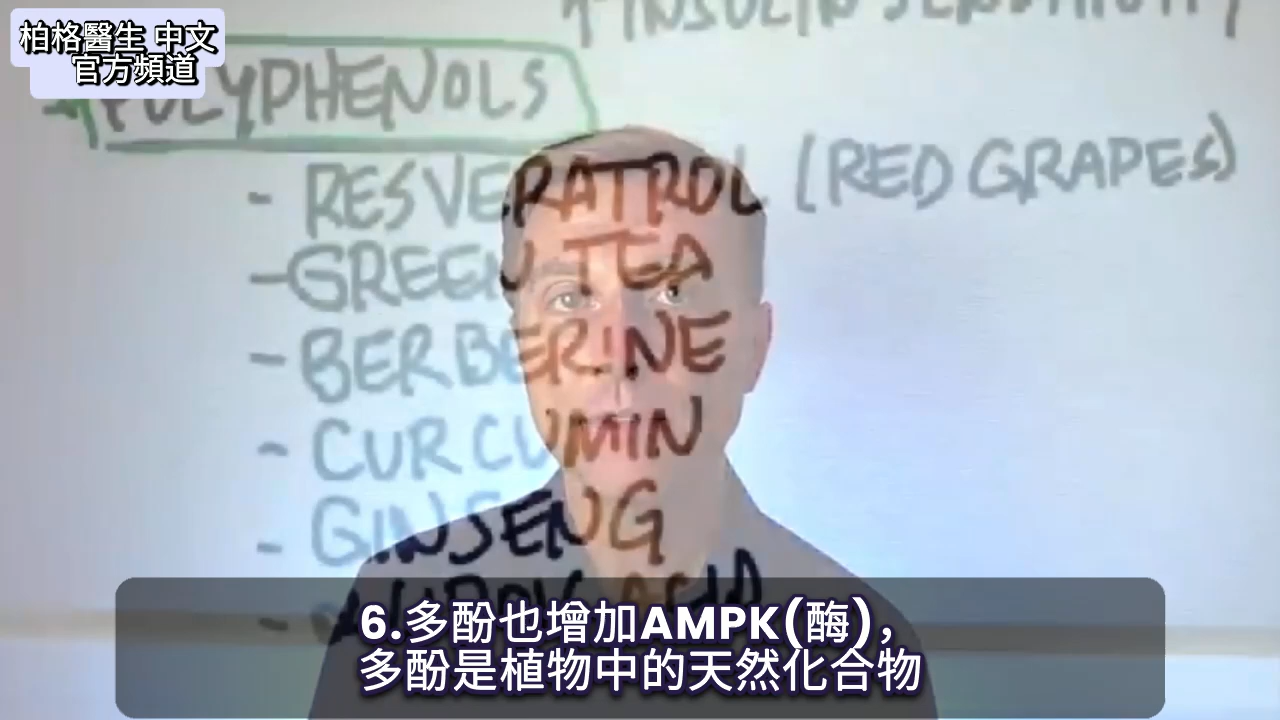 柏格醫生 中文
官方頻道
↑ INSULIN SENSITIVITY
POLYPHENOLS
- RESVERATROL (RED GRAPES)
- GREEN TEA
- BERBERINE
- CURCUMIN
- GINSENG
ACID
6.多酚也增加AMPK(酶)，
多酚是植物中的天然化合物